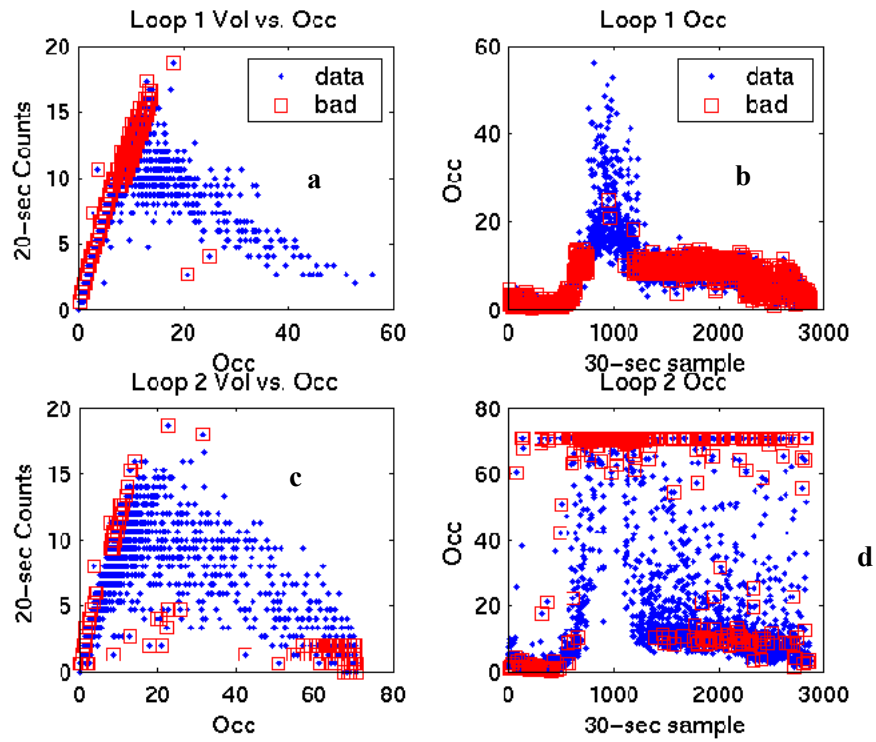 Loop 1 Vol vs. Occ
20-sec Counts
20
15
10
5
0
data
bad
a
0 20 40 60
Occ
Loop 1 Occ
Occ
60
40
20
0
data
bad
b
0 1000 2000 3000
30-sec sample
Loop 2 Vol vs. Occ
20-sec Counts
20
15
10
5
0
c
0 20 40 60 80
Occ
Loop 2 Occ
Occ
80
60
40
20
0
d
0 1000 2000 3000
30-sec sample